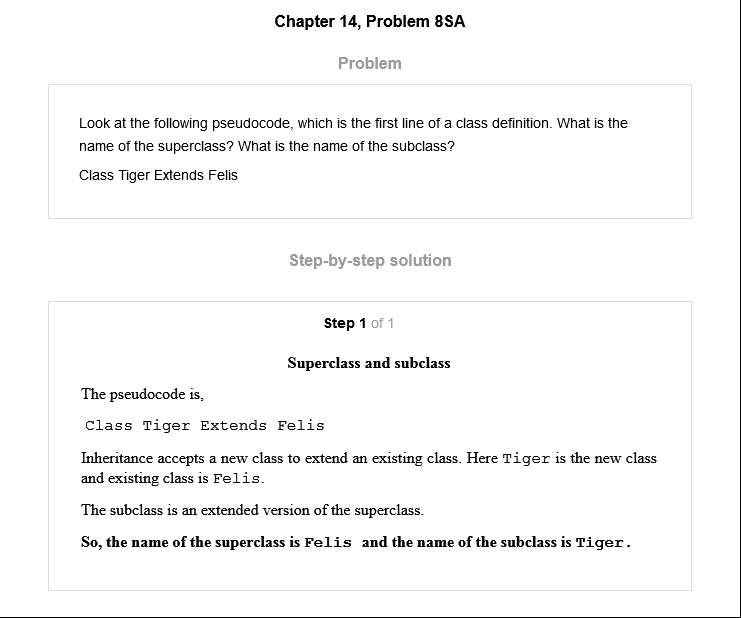 Chapter 14, Problem 8SA
Problem
Look at the following pseudocode, which is the first line of a class definition. What is the
name of the superclass? What is the name of the subclass?
Class Tiger Extends Felis
Step-by-step solution
Step 1 of 1
Superclass and subclass
The pseudocode is,
Class Tiger Extends Felis
Inheritance accepts a new class to extend an existing class. Here Tiger is the new class
and existing class is Felis.
The subclass is an extended version of the superclass.
So, the name of the superclass is Felis and the name of the subclass is Tiger.